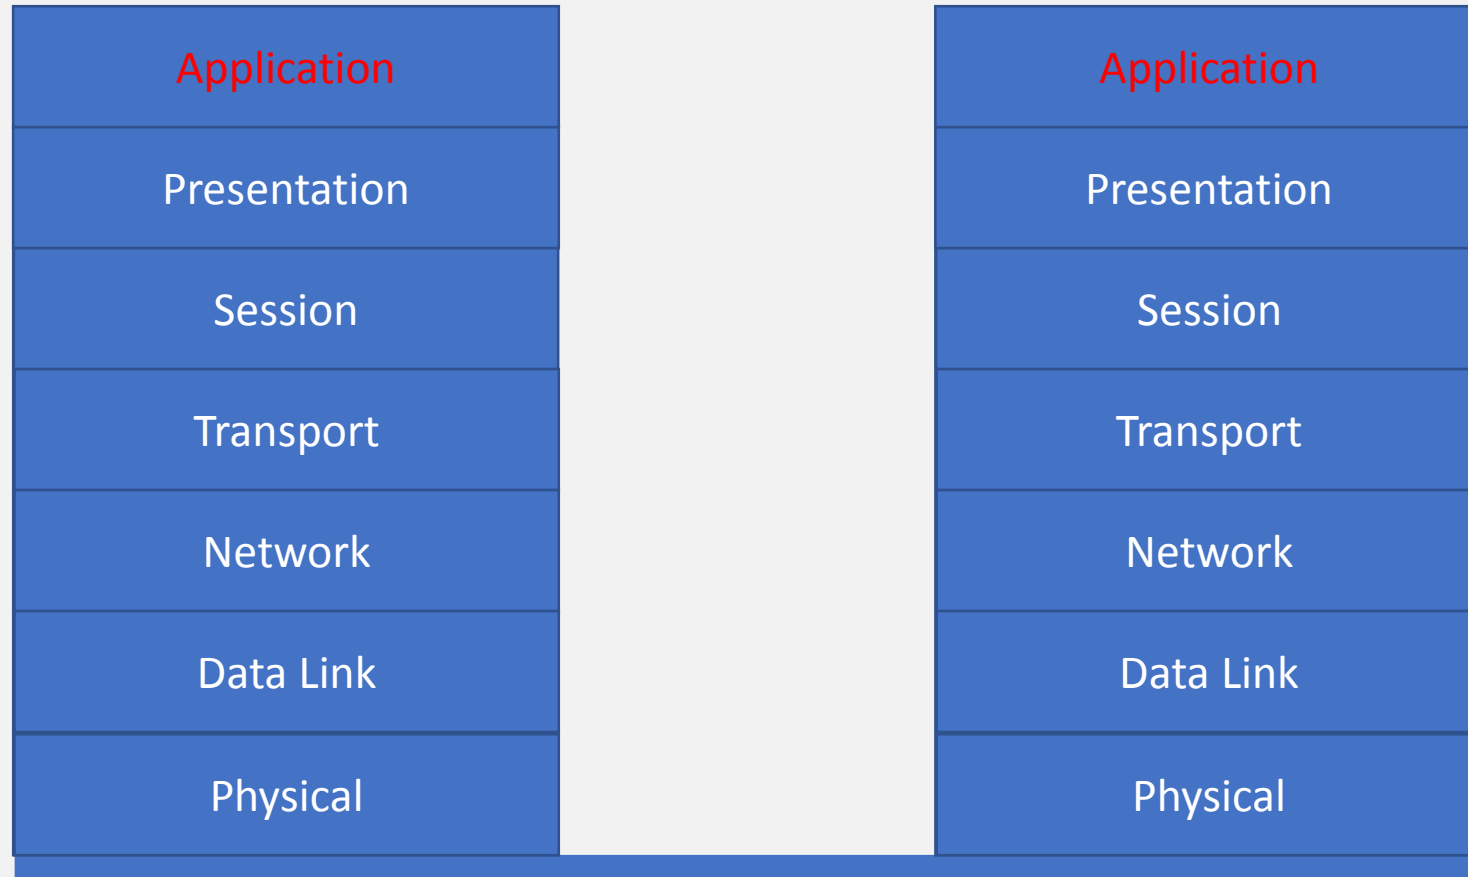 Application
Presentation
Session
Transport
Network
Data Link
Physical
Application
Presentation
Session
Transport
Network
Data Link
Physical